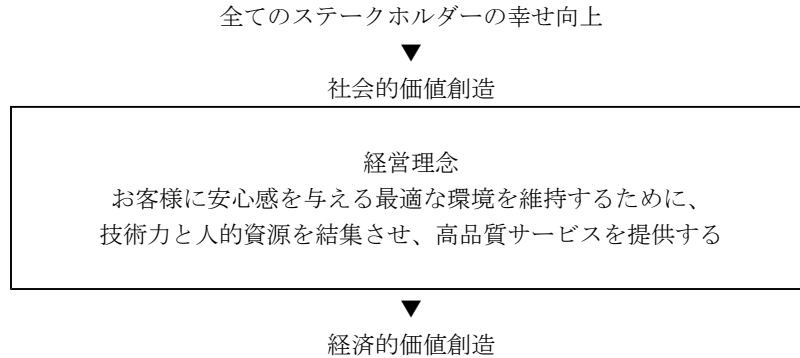 全てのステークホルダーの幸せ向上
▼
社会的価値創造
経営理念
お客様に安心感を与える最適な環境を維持するために、
技術力と人的資源を結集させ、高品質サービスを提供する
▼
経済的価値創造